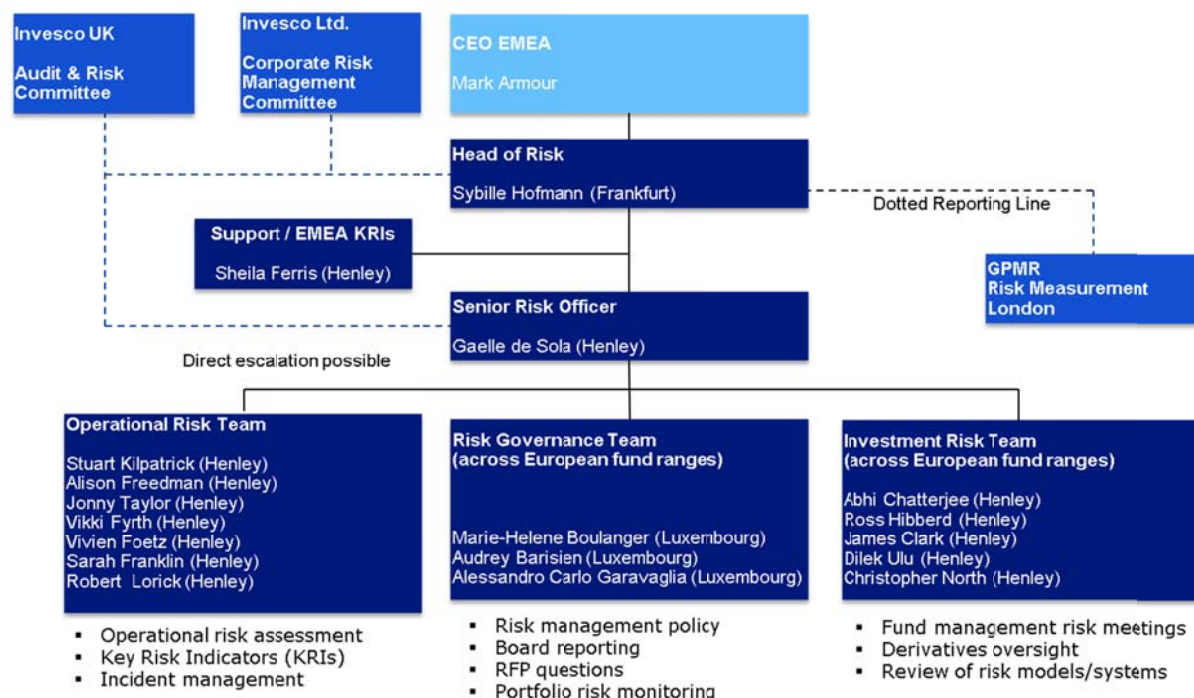 Invesco UK
Audit & Risk
Committee
Invesco Ltd.
Corporate Risk
Management
Committee
CEO EMEA
Mark Armour
Head of Risk
Sybille Hofmann (Frankfurt)
Dotted Reporting Line
Support / EMEA KRIs
Sheila Ferris (Henley)
GPMR
Risk Measurement
London
Senior Risk Officer
Gaelle de Sola (Henley)
Direct escalation possible
Operational Risk Team
Stuart Kilpatrick (Henley)
Alison Freedman (Henley)
Jonny Taylor (Henley)
Vikki Fyrth (Henley)
Vivien Foetz (Henley)
Sarah Franklin (Henley)
Robert Lorick (Henley)
▪ Operational risk assessment
▪ Key Risk Indicators (KRIs)
▪ Incident management
Risk Governance Team
(across European fund ranges)
Marie-Helene Boulanger (Luxembourg)
Audrey Barisien (Luxembourg)
Alessandro Carlo Garavaglia (Luxembourg)
▪ Risk management policy
▪ Board reporting
▪ RFP questions
▪ Portfolio risk monitoring
Investment Risk Team
(across European fund ranges)
Abhi Chatterjee (Henley)
Ross Hibberd (Henley)
James Clark (Henley)
Dilek Ulu (Henley)
Christopher North (Henley)
▪ Fund management risk meetings
▪ Derivatives oversight
▪ Review of risk models/systems